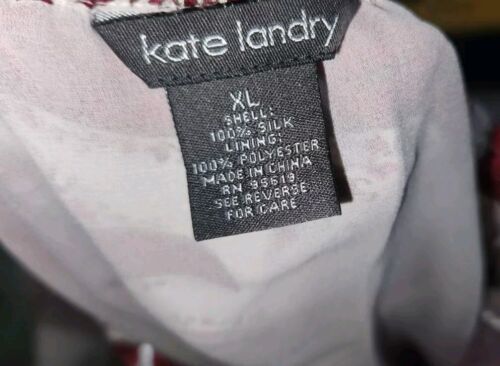 kate landry
XL
SHELL:
100% SILK
LINING:
100% POLYESTER
MADE IN CHINA
RN 95619
SEE REVERSE
FOR CARE